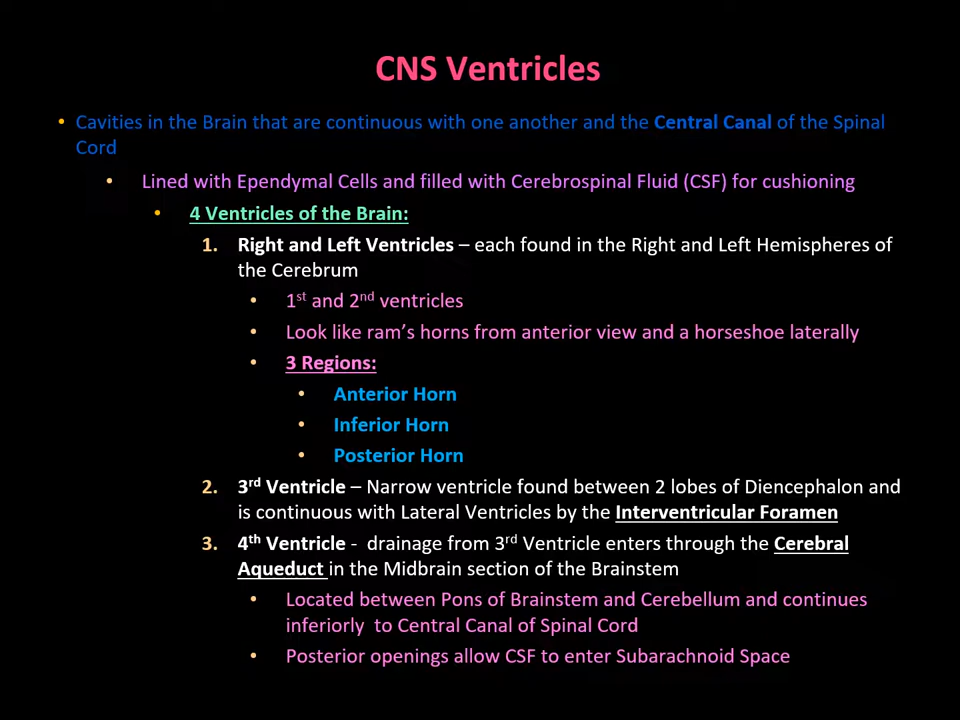 CNS Ventricles
• Cavities in the Brain that are continuous with one another and the Central Canal of the Spinal
Cord
• Lined with Ependymal Cells and filled with Cerebrospinal Fluid (CSF) for cushioning
• 4 Ventricles of the Brain:
1. Right and Left Ventricles – each found in the Right and Left Hemispheres of
the Cerebrum
• 1st and 2nd ventricles
• Look like ram's horns from anterior view and a horseshoe laterally
• 3 Regions:
• Anterior Horn
• Inferior Horn
• Posterior Horn
2. 3rd Ventricle – Narrow ventricle found between 2 lobes of Diencephalon and
is continuous with Lateral Ventricles by the Interventricular Foramen
3. 4th Ventricle - drainage from 3rd Ventricle enters through the Cerebral
Aqueduct in the Midbrain section of the Brainstem
• Located between Pons of Brainstem and Cerebellum and continues
inferiorly to Central Canal of Spinal Cord
• Posterior openings allow CSF to enter Subarachnoid Space